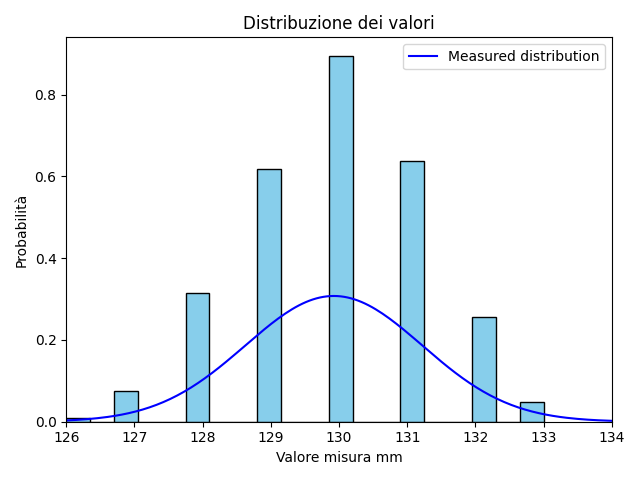 Distribuzione dei valori
Measured distribution
Probabilità
0.8
0.6
0.4
0.2
0.0
126 127 128 129 130 131 132 133 134
Valore misura mm